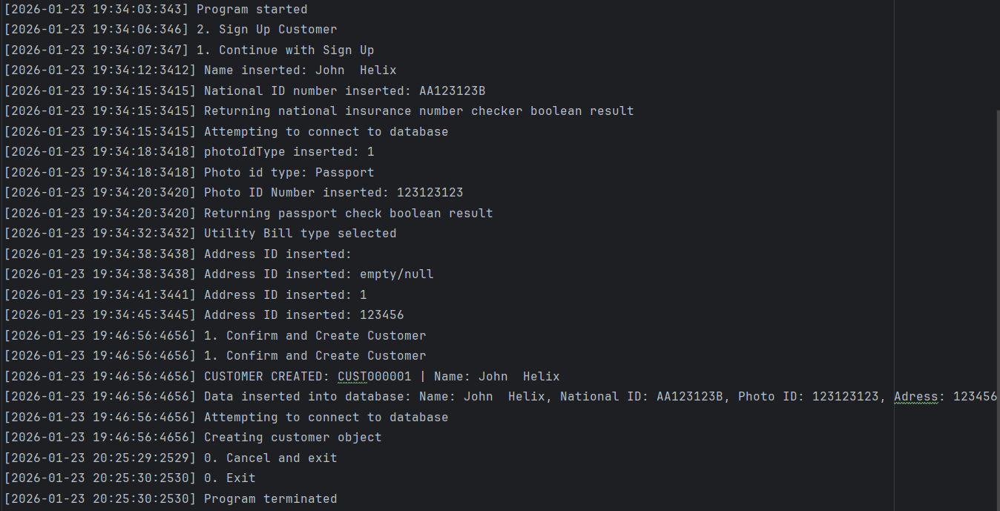 [2026-01-23 19:34:03:343] Program started
[2026-01-23 19:34:06:346] 2. Sign Up Customer
[2026-01-23 19:34:07:347] 1. Continue with Sign Up
[2026-01-23 19:34:12:3412] Name inserted: John  Helix
[2026-01-23 19:34:15:3415] National ID number inserted: AA123123B
[2026-01-23 19:34:15:3415] Returning national insurance number checker boolean result
[2026-01-23 19:34:15:3415] Attempting to connect to database
[2026-01-23 19:34:18:3418] photoIdType inserted: 1
[2026-01-23 19:34:18:3418] Photo id type: Passport
[2026-01-23 19:34:20:3420] Photo ID Number inserted: 123123123
[2026-01-23 19:34:20:3420] Returning passport check boolean result
[2026-01-23 19:34:32:3432] Utility Bill type selected
[2026-01-23 19:34:38:3438] Address ID inserted:
[2026-01-23 19:34:38:3438] Address ID inserted: empty/null
[2026-01-23 19:34:41:3441] Address ID inserted: 1
[2026-01-23 19:34:45:3445] Address ID inserted: 123456
[2026-01-23 19:46:56:4656] 1. Confirm and Create Customer
[2026-01-23 19:46:56:4656] 1. Confirm and Create Customer
[2026-01-23 19:46:56:4656] CUSTOMER CREATED: CUST000001 | Name: John  Helix
[2026-01-23 19:46:56:4656] Data inserted into database: Name: John  Helix, National ID: AA123123B, Photo ID: 123123123, Adress: 123456
[2026-01-23 19:46:56:4656] Attempting to connect to database
[2026-01-23 19:46:56:4656] Creating customer object
[2026-01-23 20:25:29:2529] 0. Cancel and exit
[2026-01-23 20:25:30:2530] 0. Exit
[2026-01-23 20:25:30:2530] Program terminated